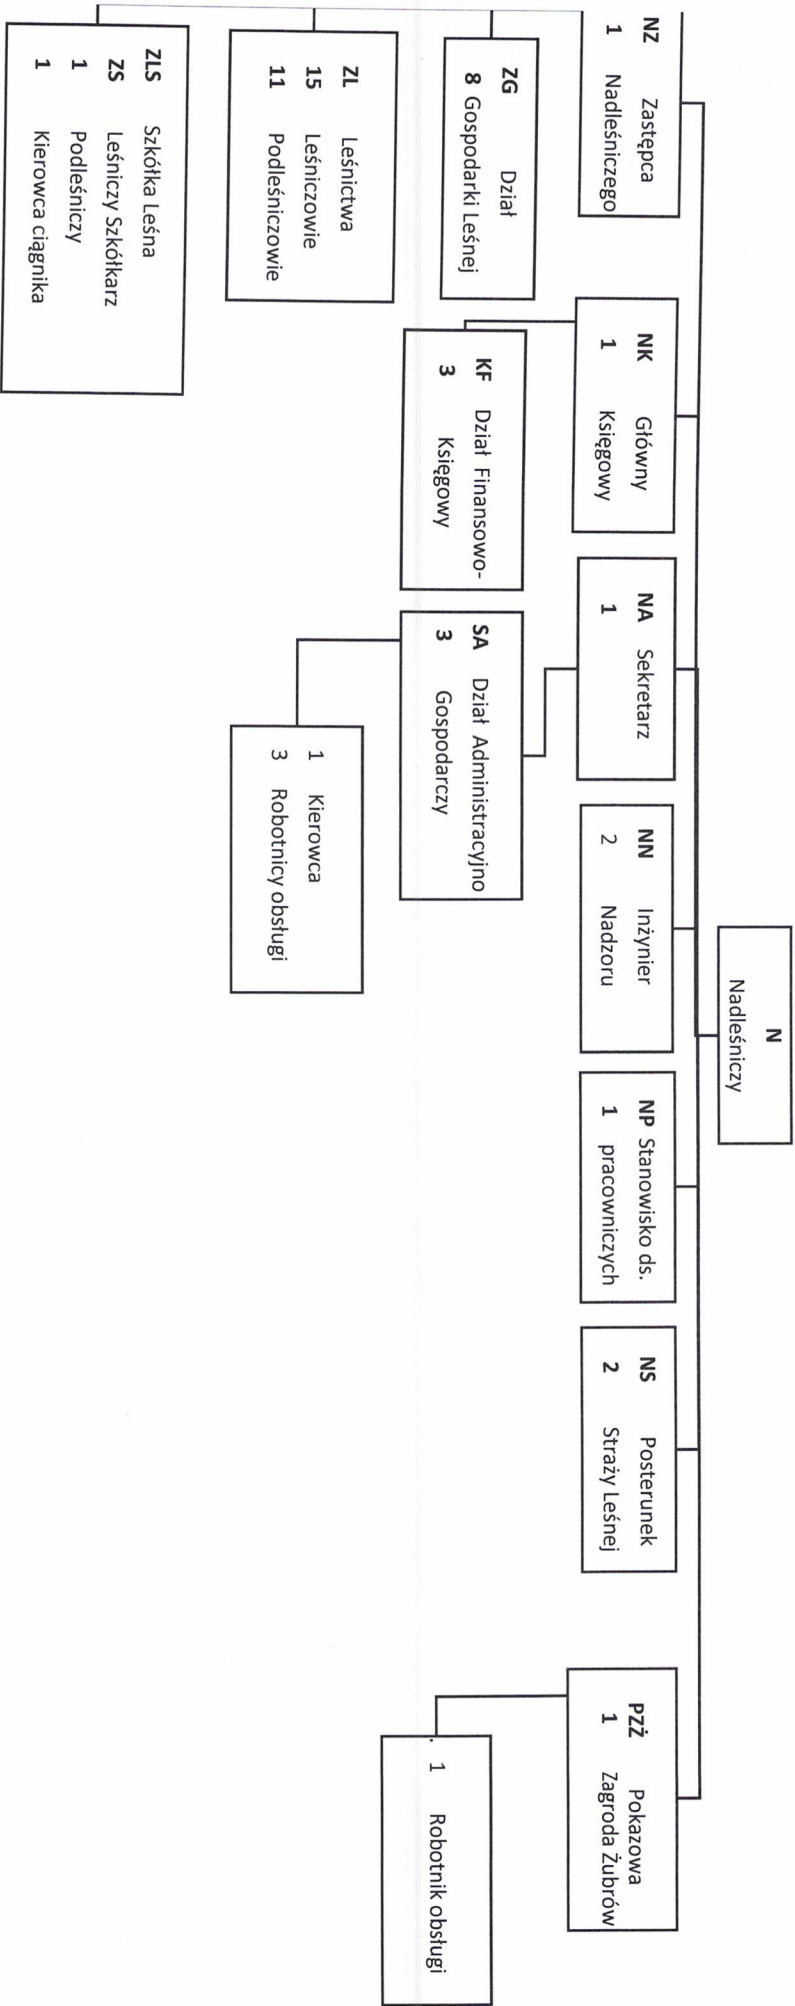 N
Nadleśniczy
NZ Zastępca
1 Nadleśniczego
NK Główny
1 Księgowy
NA Sekretarz
1
NN Inżynier
2 Nadzoru
NP Stanowisko ds.
1 pracowniczych
NS Posterunek
2 Straży Leśnej
PZŻ Pokazowa
1 Zagroda Żubrów
ZG Dział
8 Gospodarki Leśnej
KF Dział Finansowo-
3 Księgowy
SA Dział Administracyjno
3 Gospodarczy
. 1 Robotnik obsługi
ZL Leśnictwa
15 Leśniczowie
11 Podleśniczowie
1 Kierowca
3 Robotnicy obsługi
ZLS Szkółka Leśna
ZS Leśniczy Szkółkarz
1 Podleśniczy
1 Kierowca ciągnika